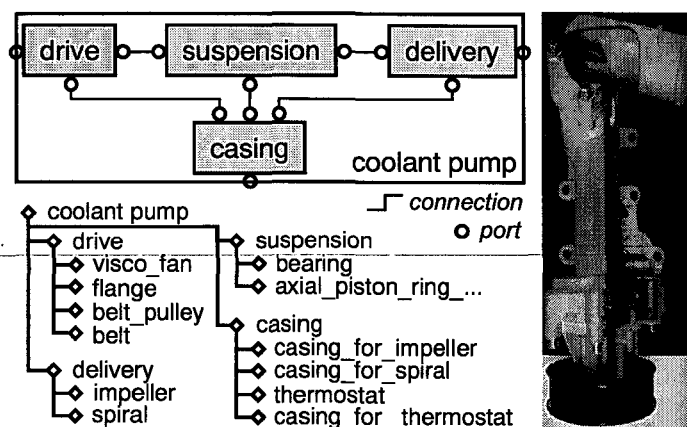 drive suspension delivery
casing
coolant pump
connection
port
coolant pump
drive
visco_fan
flange
belt_pulley
belt
delivery
impeller
spiral
suspension
bearing
axial_piston_ring_...
casing
casing_for_impeller
casing_for_spiral
thermostat
casing_for_thermostat